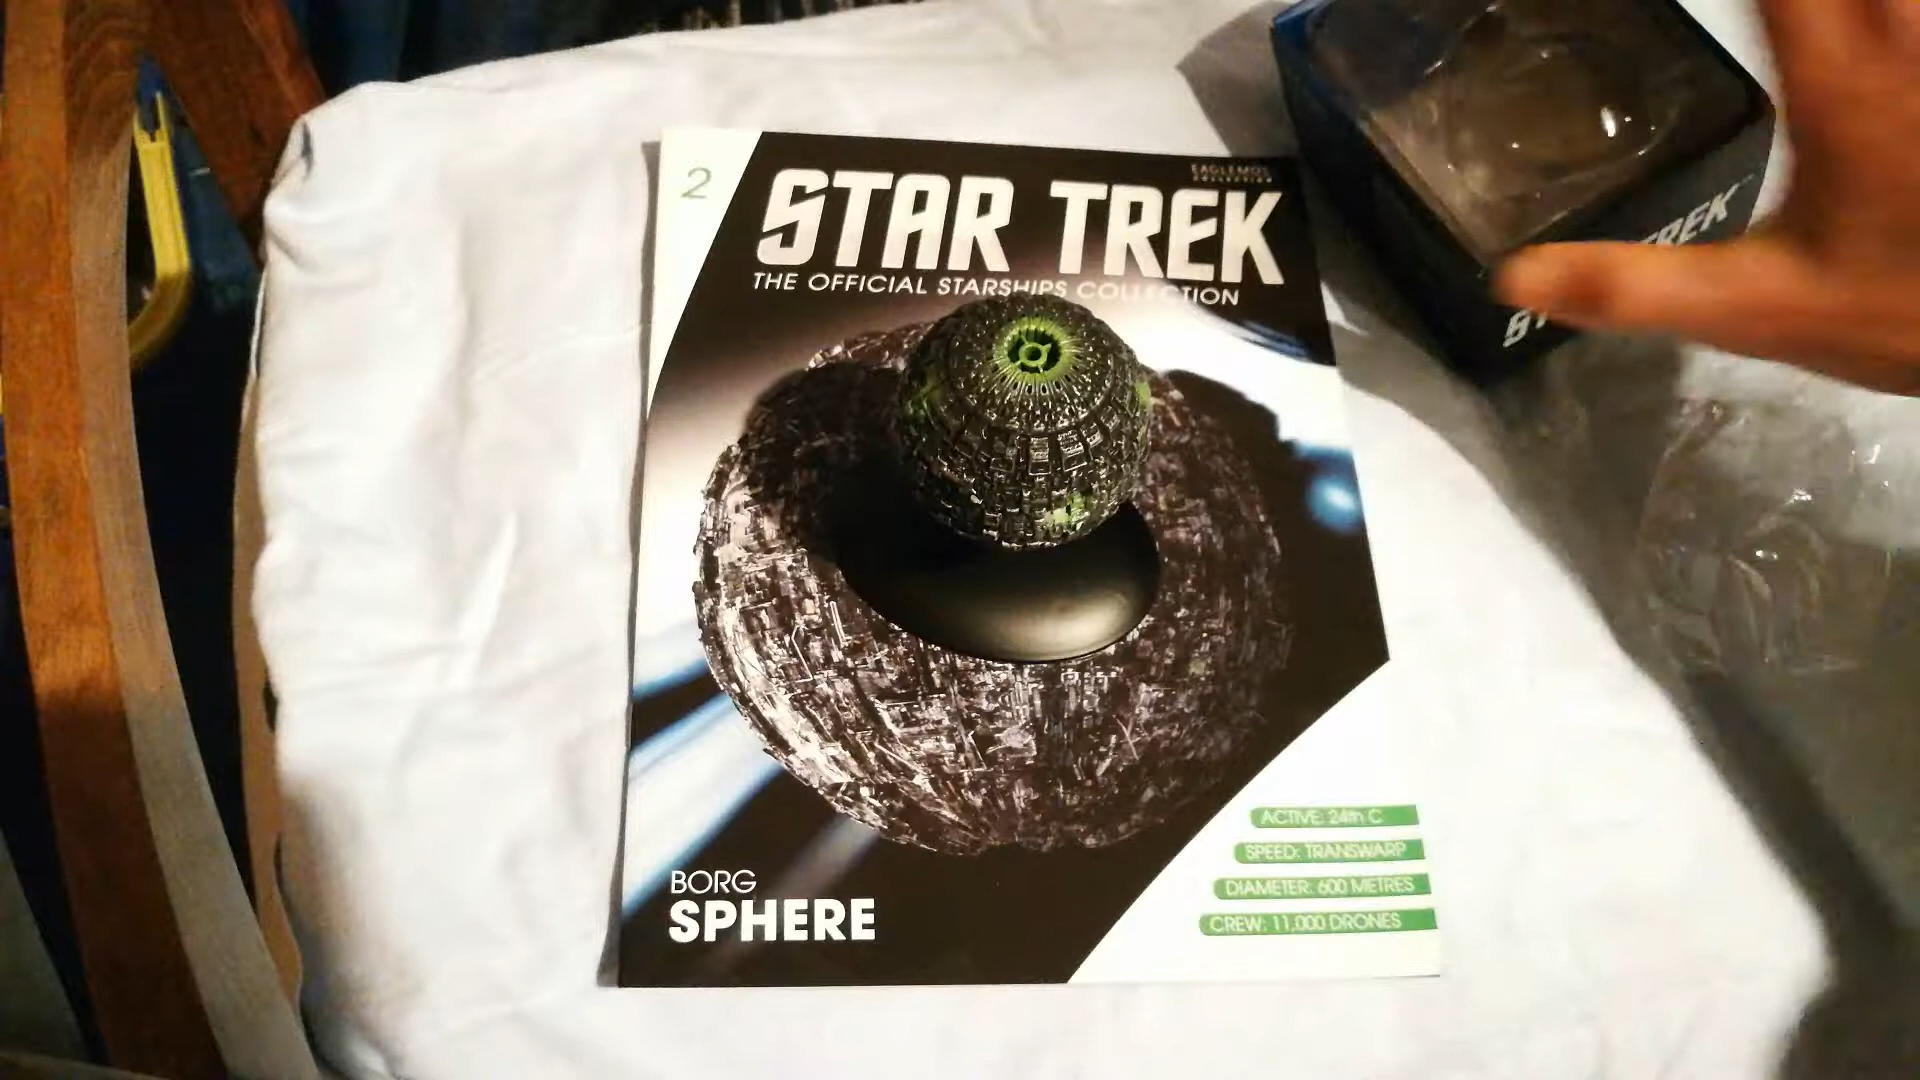 2
EAGLEMOSS
COLLECTIONS
STAR TREK
THE OFFICIAL STARSHIPS COLLECTION
TREK
BORG
SPHERE
ACTIVE: 24th C
SPEED: TRANSWARP
DIAMETER: 600 METRES
CREW: 11,000 DRONES